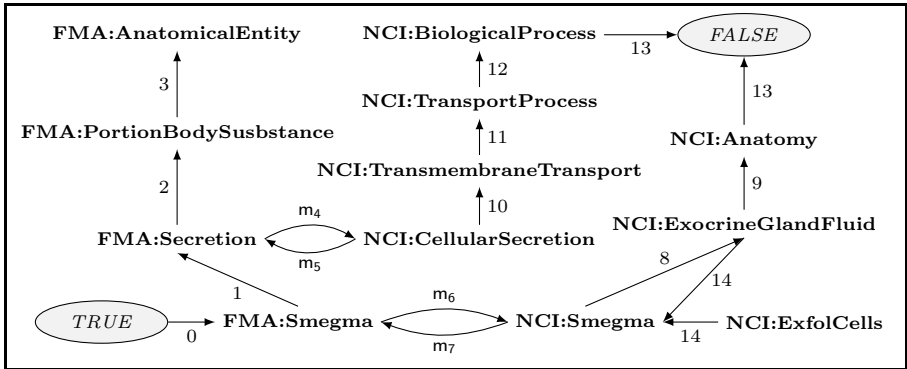 FMA:AnatomicalEntity NCI:BiologicalProcess 13 FALSE
3 12 13
FMA:PortionBodySusbstance NCI:TransportProcess
11 NCI:Anatomy
NCI:TransmembraneTransport
2 10 9
m4
FMA:Secretion NCI:CellularSecretion NCI:ExocrineGlandFluid
m5
8 14
1 m6
TRUE 0 FMA:Smegma NCI:Smegma 14 NCI:ExfolCells
m7